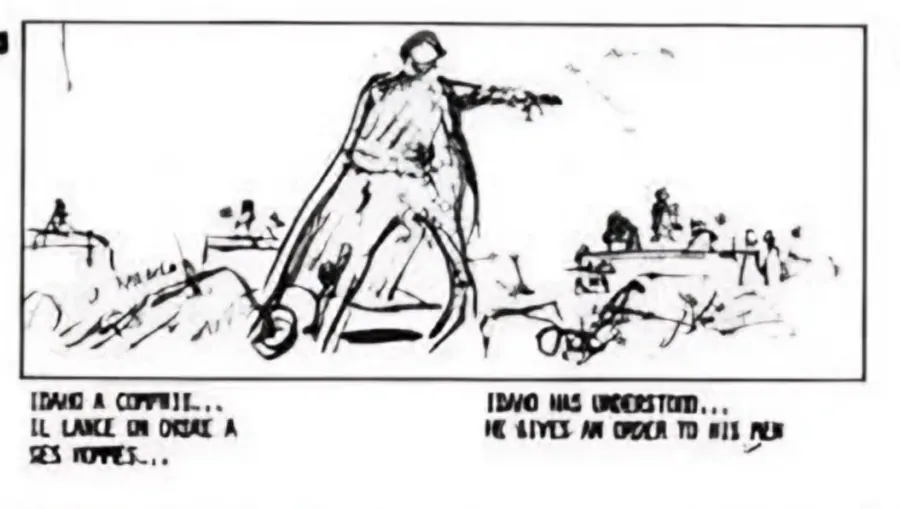 IDAHO A COMPRIS...
IL LANCE UN ORDRE A
SES HOMMES...
IDAHO HAS UNDERSTOOD...
HE GIVES AN ORDER TO HIS MEN